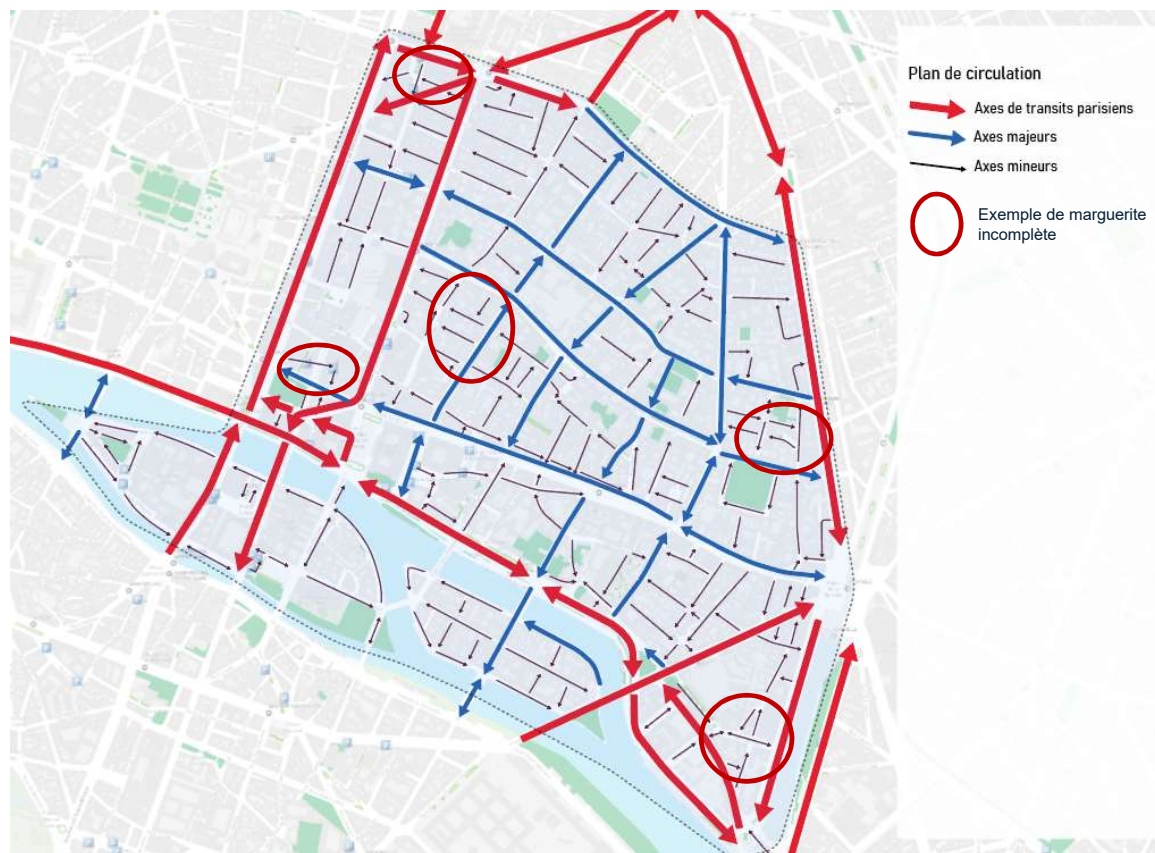 Plan de circulation
Axes de transits parisiens
Axes majeurs
Axes mineurs
Exemple de marguerite
incomplète